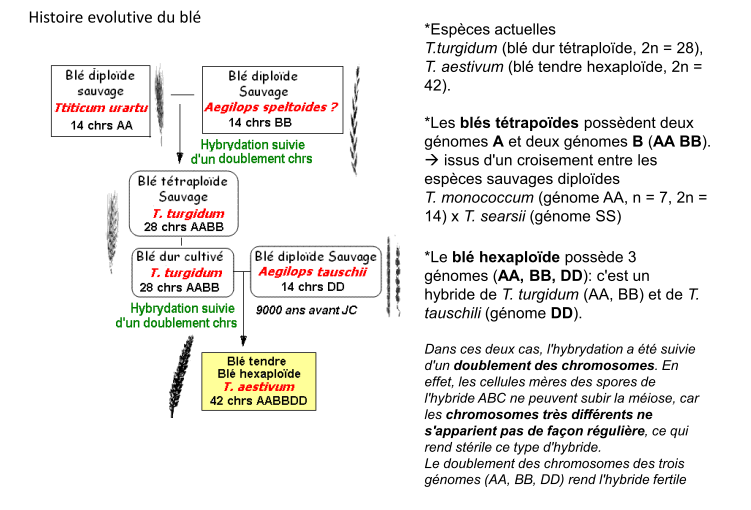 Histoire evolutive du blé
Blé diploïde
sauvage
Ttiticum urartu
14 chrs AA
Blé diploïde
Sauvage
Aegilops speltoides ?
14 chrs BB
Hybrydation suivie
d'un doublement chrs
Blé tétraploïde
Sauvage
T. turgidum
28 chrs AABB
Blé dur cultivé
T. turgidum
28 chrs AABB
Blé diploïde Sauvage
Aegilops tauschii
14 chrs DD
Hybrydation suivie
d'un doublement chrs
9000 ans avant JC
Blé tendre
Blé hexaploïde
T. aestivum
42 chrs AABBDD
*Espèces actuelles
T.turgidum (blé dur tétraploïde, 2n = 28),
T. aestivum (blé tendre hexaploïde, 2n =
42).
*Les blés tétrapoïdes possèdent deux
génomes A et deux génomes B (AA BB).
→ issus d'un croisement entre les
espèces sauvages diploïdes
T. monococcum (génome AA, n = 7, 2n =
14) x T. searsii (génome SS)
*Le blé hexaploïde possède 3
génomes (AA, BB, DD): c'est un
hybride de T. turgidum (AA, BB) et de T.
tauschili (génome DD).
Dans ces deux cas, l'hybrydation a été suivie
d'un doublement des chromosomes. En
effet, les cellules mères des spores de
l'hybride ABC ne peuvent subir la méiose, car
les chromosomes très différents ne
s'apparient pas de façon régulière, ce qui
rend stérile ce type d'hybride.
Le doublement des chromosomes des trois
génomes (AA, BB, DD) rend l'hybride fertile